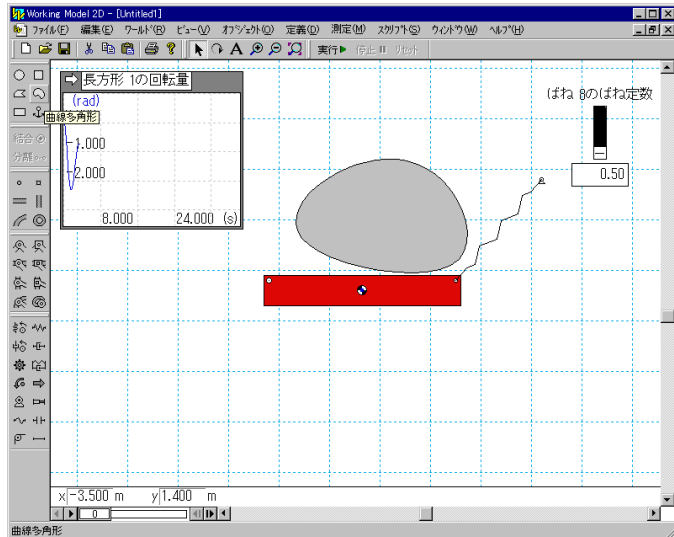 Working Model 2D - [Untitled1]
ファイル(F) 編集(E) ワールド(R) ビュー(V) オブジェクト(O) 定義(D) 測定(M) スクリプト(S) ウィンドウ(W) ヘルプ(H)
A 実行 停止 リセット
長方形 1の回転量
(rad)
曲線多角形
-1.000
-2.000
8.000 24.000 (s)
結合
分離
ばね 8のばね定数
0.50
x -3.500 m y 1.400 m
0
曲線多角形